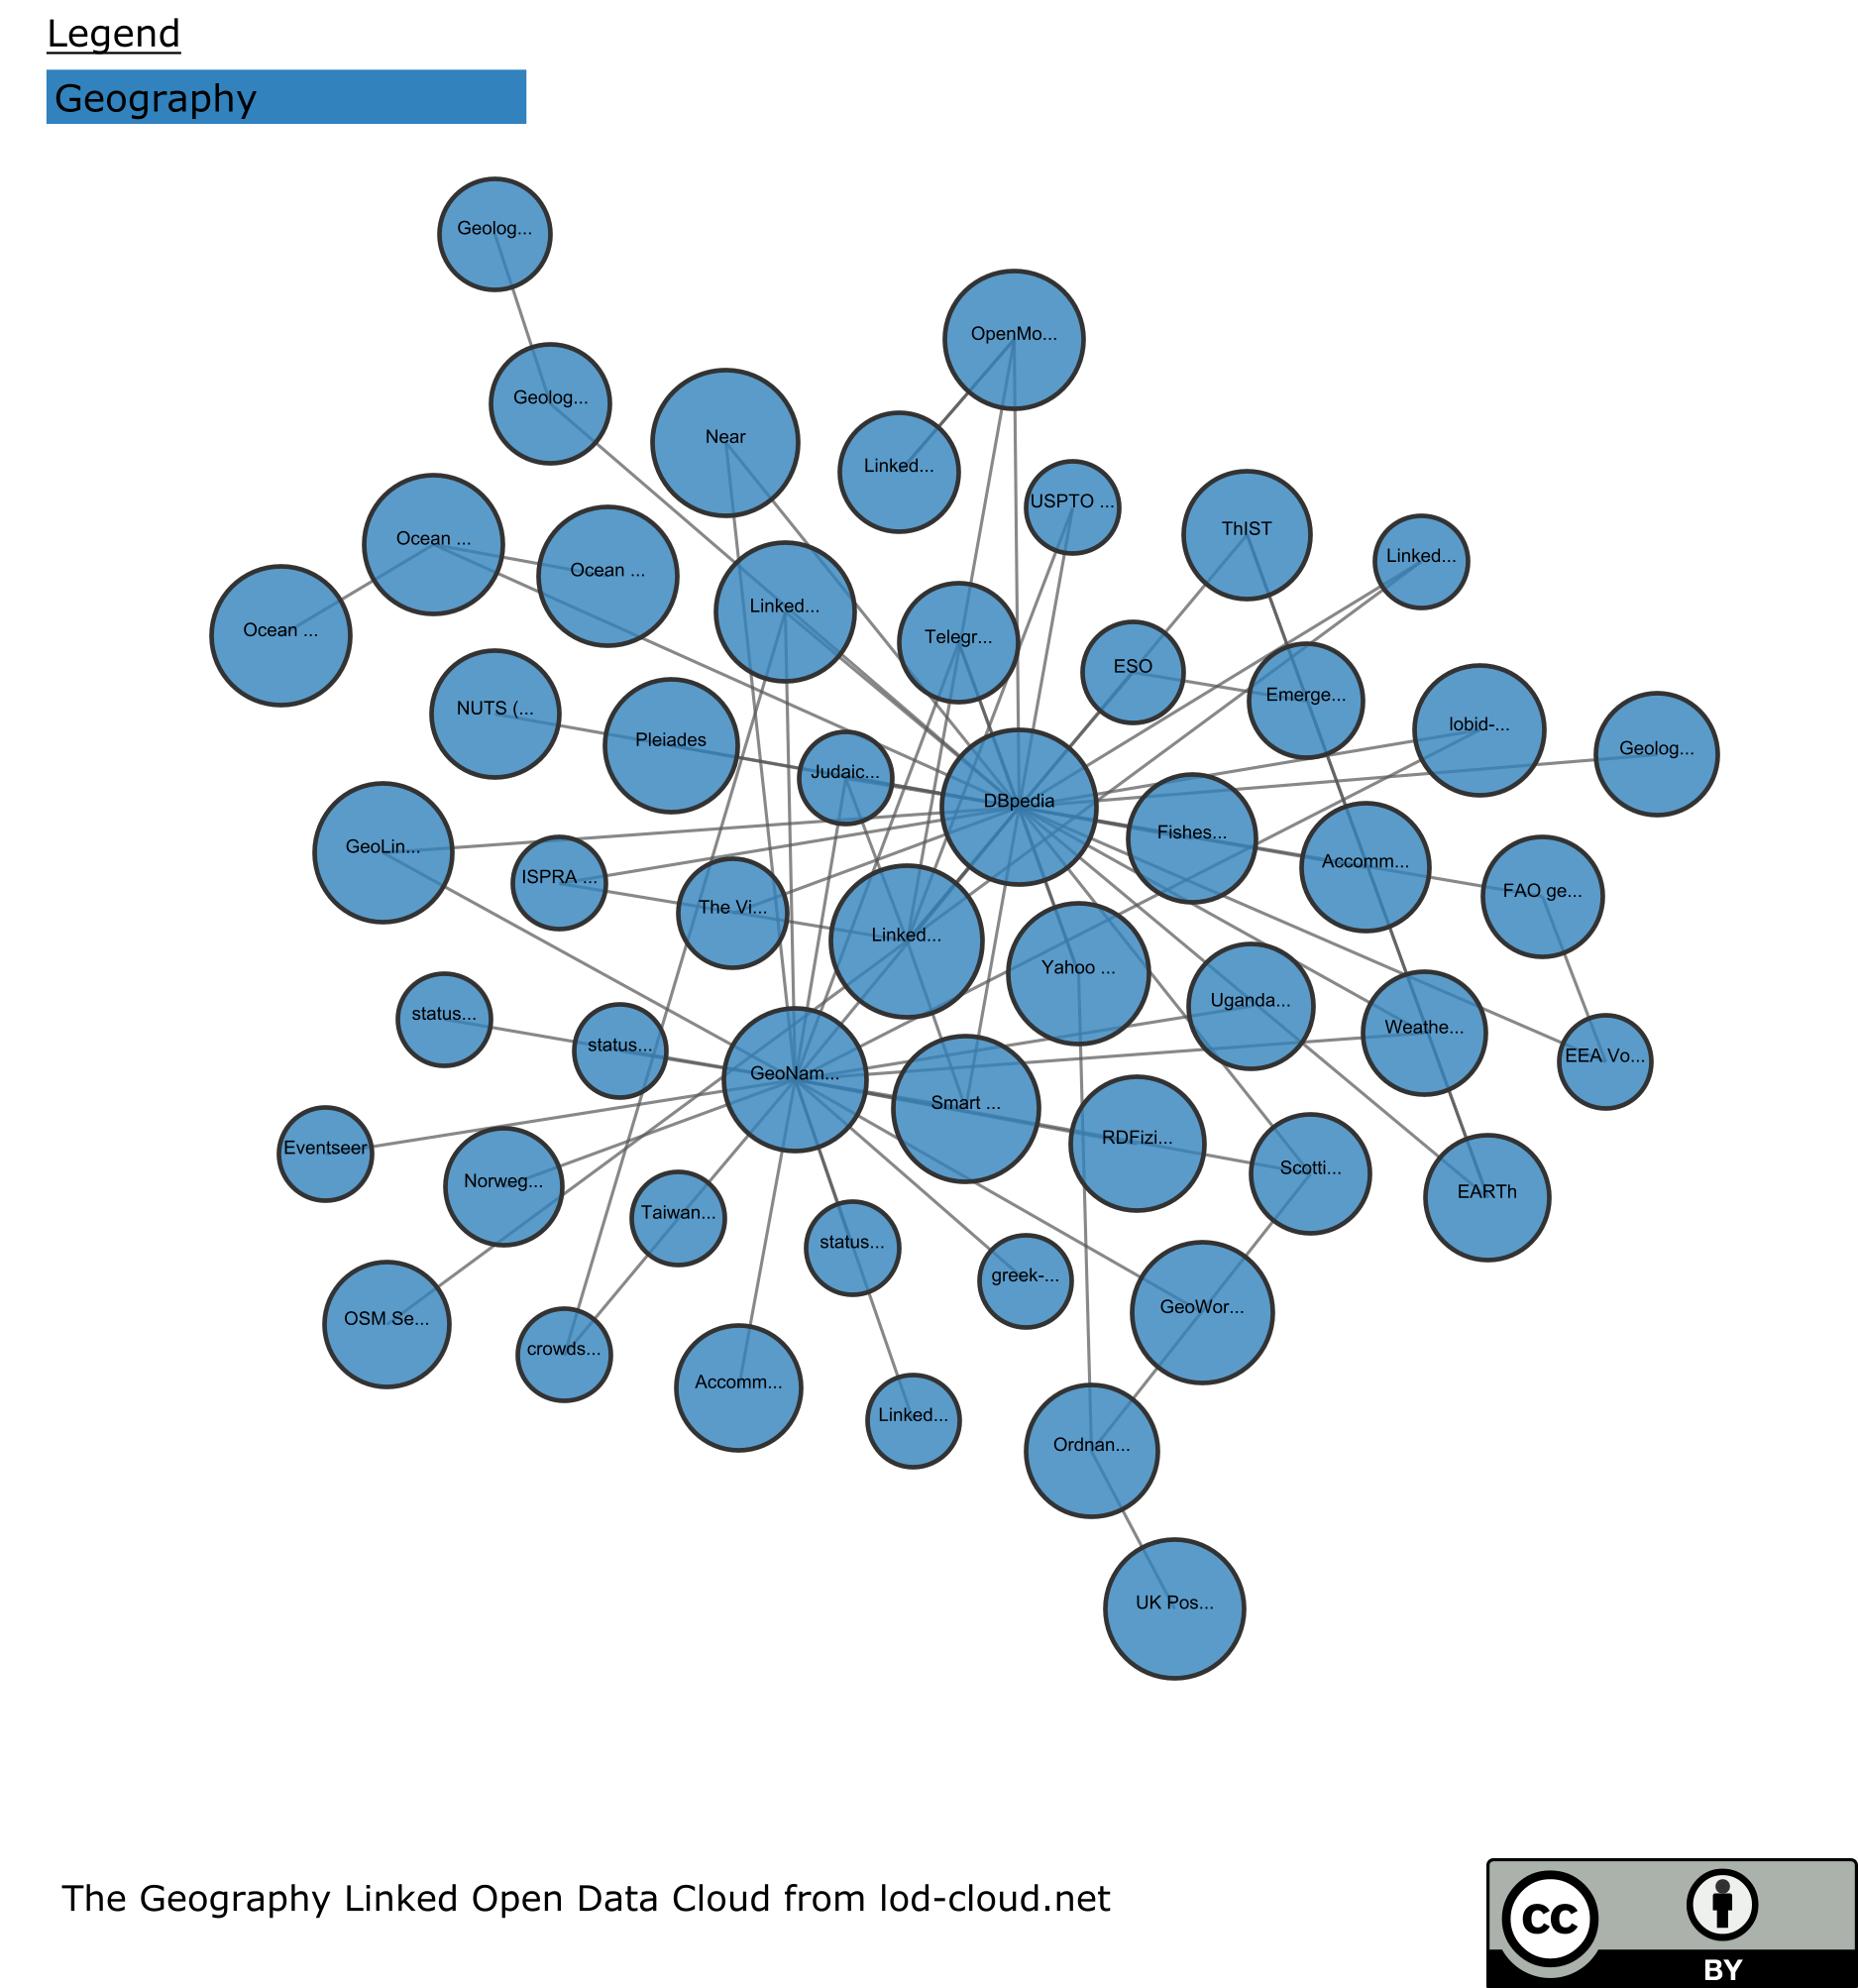 Legend
Geography
Geolog...
OpenMo...
Geolog...
Near
Linked...
USPTO ...
ThIST
Ocean ...
Linked...
Ocean ...
Linked...
Ocean ...
Telegr...
ESO
Emerge...
NUTS (...
lobid-...
Pleiades
Geolog...
Judaic...
DBpedia
Fishes...
GeoLin...
Accomm...
ISPRA ...
FAO ge...
The Vi...
Linked...
Yahoo ...
Uganda...
status...
Weathe...
status...
EEA Vo...
GeoNam...
Smart ...
RDFizi...
Eventseer
Scotti...
Norweg...
EARTh
Taiwan...
status...
greek-...
GeoWor...
OSM Se...
crowds...
Accomm...
Linked...
Ordnan...
UK Pos...
The Geography Linked Open Data Cloud from lod-cloud.net
cc
BY